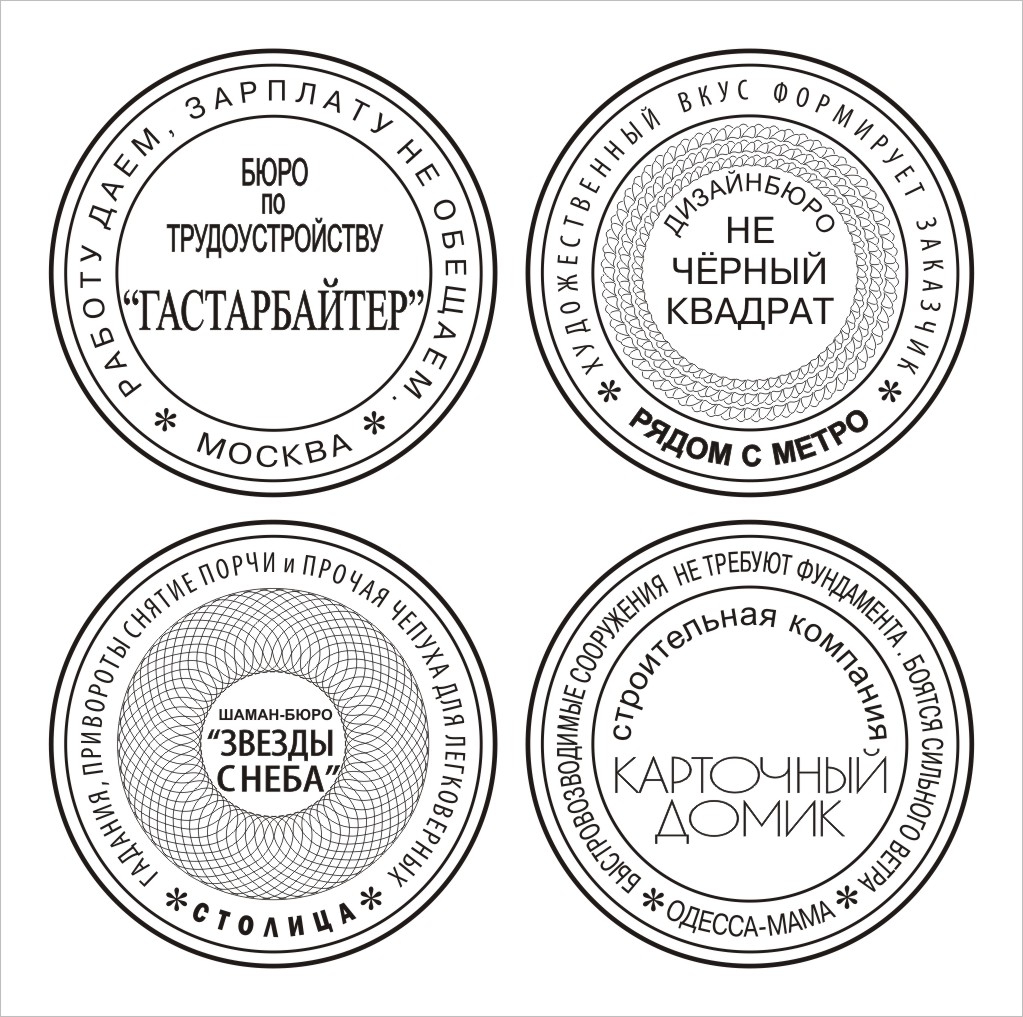 РАБОТУ ДАЕМ, ЗАРПЛАТУ НЕ ОБЕЩАЕМ.
БЮРО
ПО
ТРУДОУСТРОЙСТВУ
“ГАСТАРБАЙТЕР”
* МОСКВА *
ХУДОЖЕСТВЕННЫЙ ВКУС ФОРМИРУЕТ ЗАКАЗЧИК
ДИЗАЙНБЮРО
НЕ
ЧЁРНЫЙ
КВАДРАТ
* РЯДОМ С МЕТРО *
ГАДАНИЯ, ПРИВОРОТЫ СНЯТИЕ ПОРЧИ и ПРОЧАЯ ЧЕПУХА ДЛЯ ЛЕГКОВЕРНЫХ
ШАМАН-БЮРО
“ЗВЕЗДЫ
С НЕБА”
* СТОЛИЦА *
БЫСТРОВОЗВОДИМЫЕ СООРУЖЕНИЯ НЕ ТРЕБУЮТ ФУНДАМЕНТА . БОЯТСЯ СИЛЬНОГО ВЕТРА
строительная компания
КАРТОЧНЫЙ
ДОМИК
* ОДЕССА-МАМА *